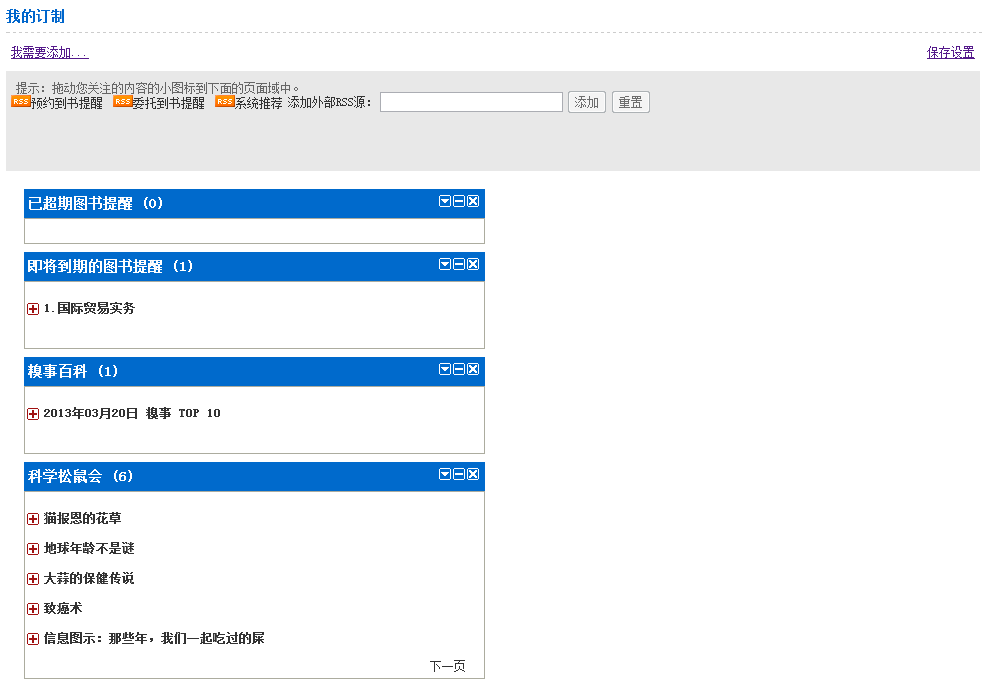 我的订制
我需要添加... 保存设置
提示：拖动您关注的内容的小图标到下面的页面域中。
RSS预约到书提醒 RSS委托到书提醒 RSS系统推荐 添加外部RSS源： 添加 重置
已超期图书提醒 (0)
即将到期的图书提醒 (1)
1.国际贸易实务
糗事百科 (1)
2013年03月20日 糗事 TOP 10
科学松鼠会 (6)
猫报恩的花草
地球年龄不是谜
大蒜的保健传说
致癌术
信息图示：那些年，我们一起吃过的屎
下一页